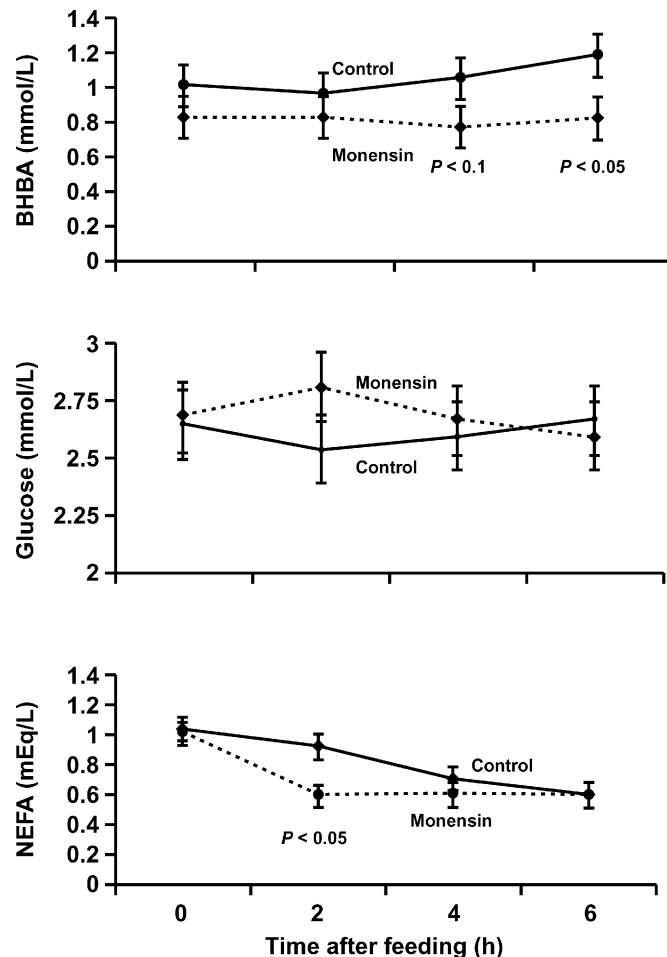 BHBA (mmol/L)
1.4
1.2
1
0.8
0.6
0.4
0.2
0
Control
Monensin
P < 0.1
P < 0.05
Glucose (mmol/L)
3
2.75
2.5
2.25
2
Monensin
Control
NEFA (mEq/L)
1.4
1.2
1
0.8
0.6
0.4
0.2
0
Control
Monensin
P < 0.05
0 2 4 6
Time after feeding (h)